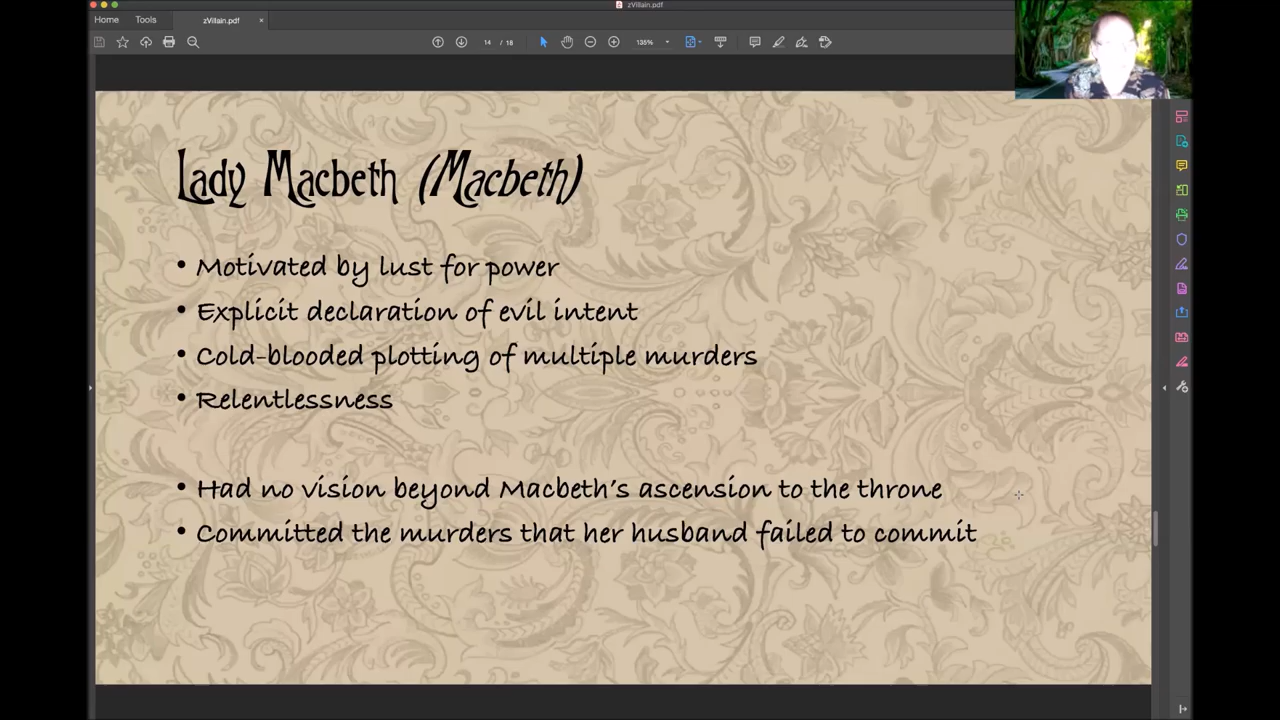 zVillain.pdf
Home Tools zVillain.pdf ×
14 / 18 135%
Lady Macbeth (Macbeth)
• Motivated by lust for power
• Explicit declaration of evil intent
• Cold-blooded plotting of multiple murders
• Relentlessness
• Had no vision beyond Macbeth's ascension to the throne
• Committed the murders that her husband failed to commit